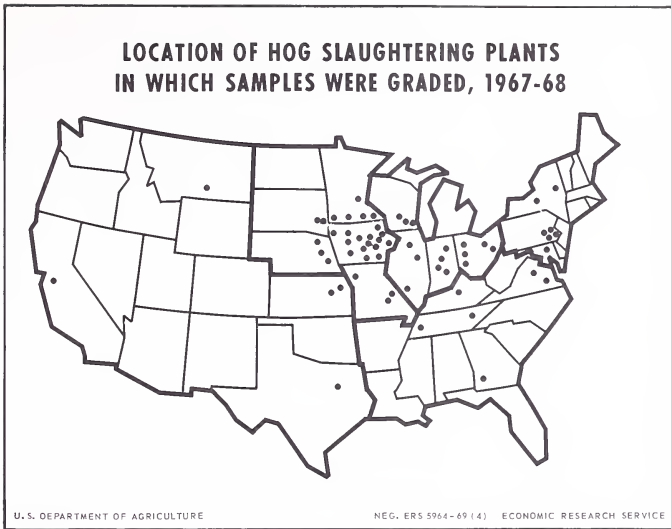 LOCATION OF HOG SLAUGHTERING PLANTS
IN WHICH SAMPLES WERE GRADED, 1967-68
U.S. DEPARTMENT OF AGRICULTURE NEG. ERS 5964-69 (4) ECONOMIC RESEARCH SERVICE